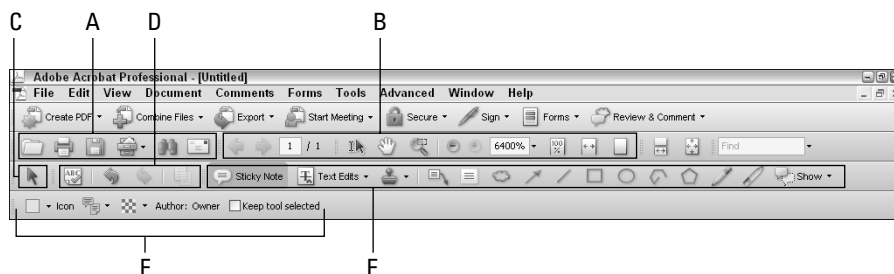 C A D B
Adobe Acrobat Professional - [Untitled]
File Edit View Document Comments Forms Tools Advanced Window Help
Create PDF Combine Files Export Start Meeting Secure Sign Forms Review & Comment
1 / 1 6400% 100% Find
ABC Sticky Note T Text Edits Show
Icon Author: Owner Keep tool selected
F E